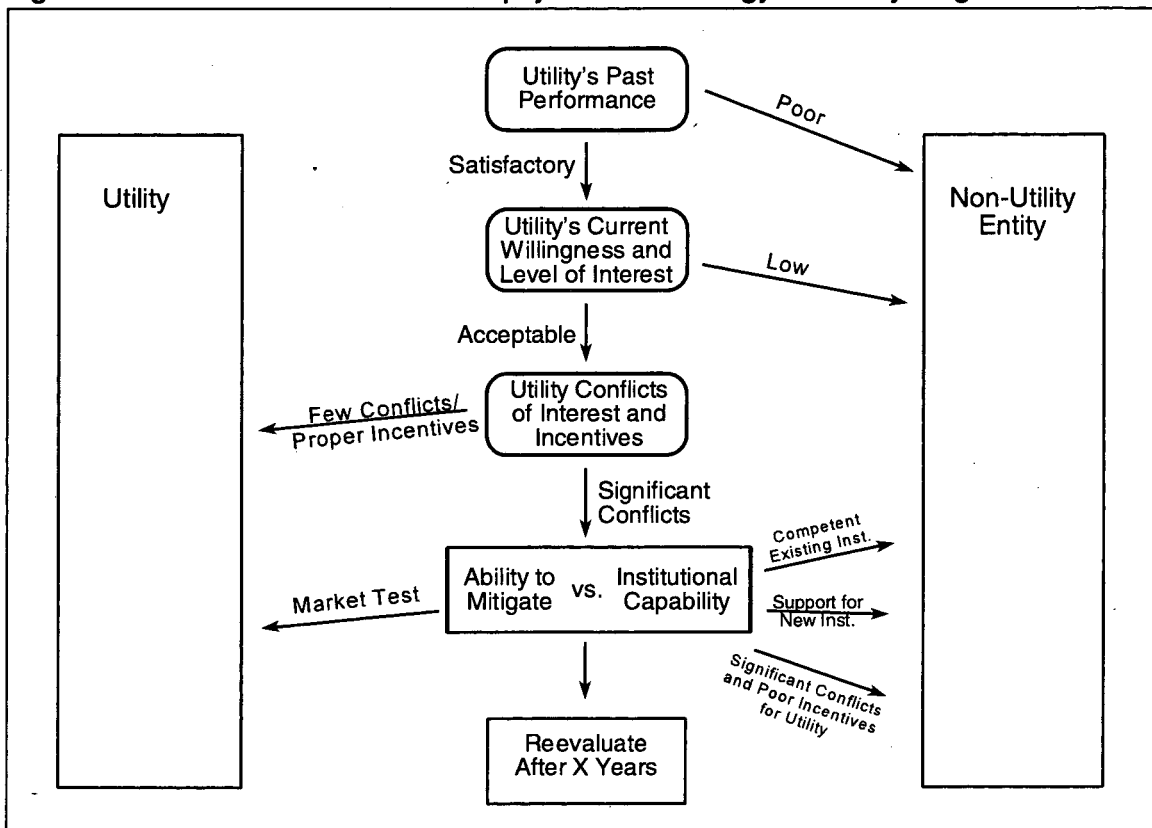 Utility's Past
Performance
Poor
Satisfactory
Utility
Non-Utility
Entity
Utility's Current
Willingness and
Level of Interest
Low
Acceptable
Utility Conflicts
of Interest and
Incentives
Few Conflicts/
Proper Incentives
Significant
Conflicts
Competent
Existing Inst.
Ability to
Mitigate
vs.
Institutional
Capability
Market Test
Support for
New Inst.
Significant Conflicts
and Poor Incentives
for Utility
Reevaluate
After X Years